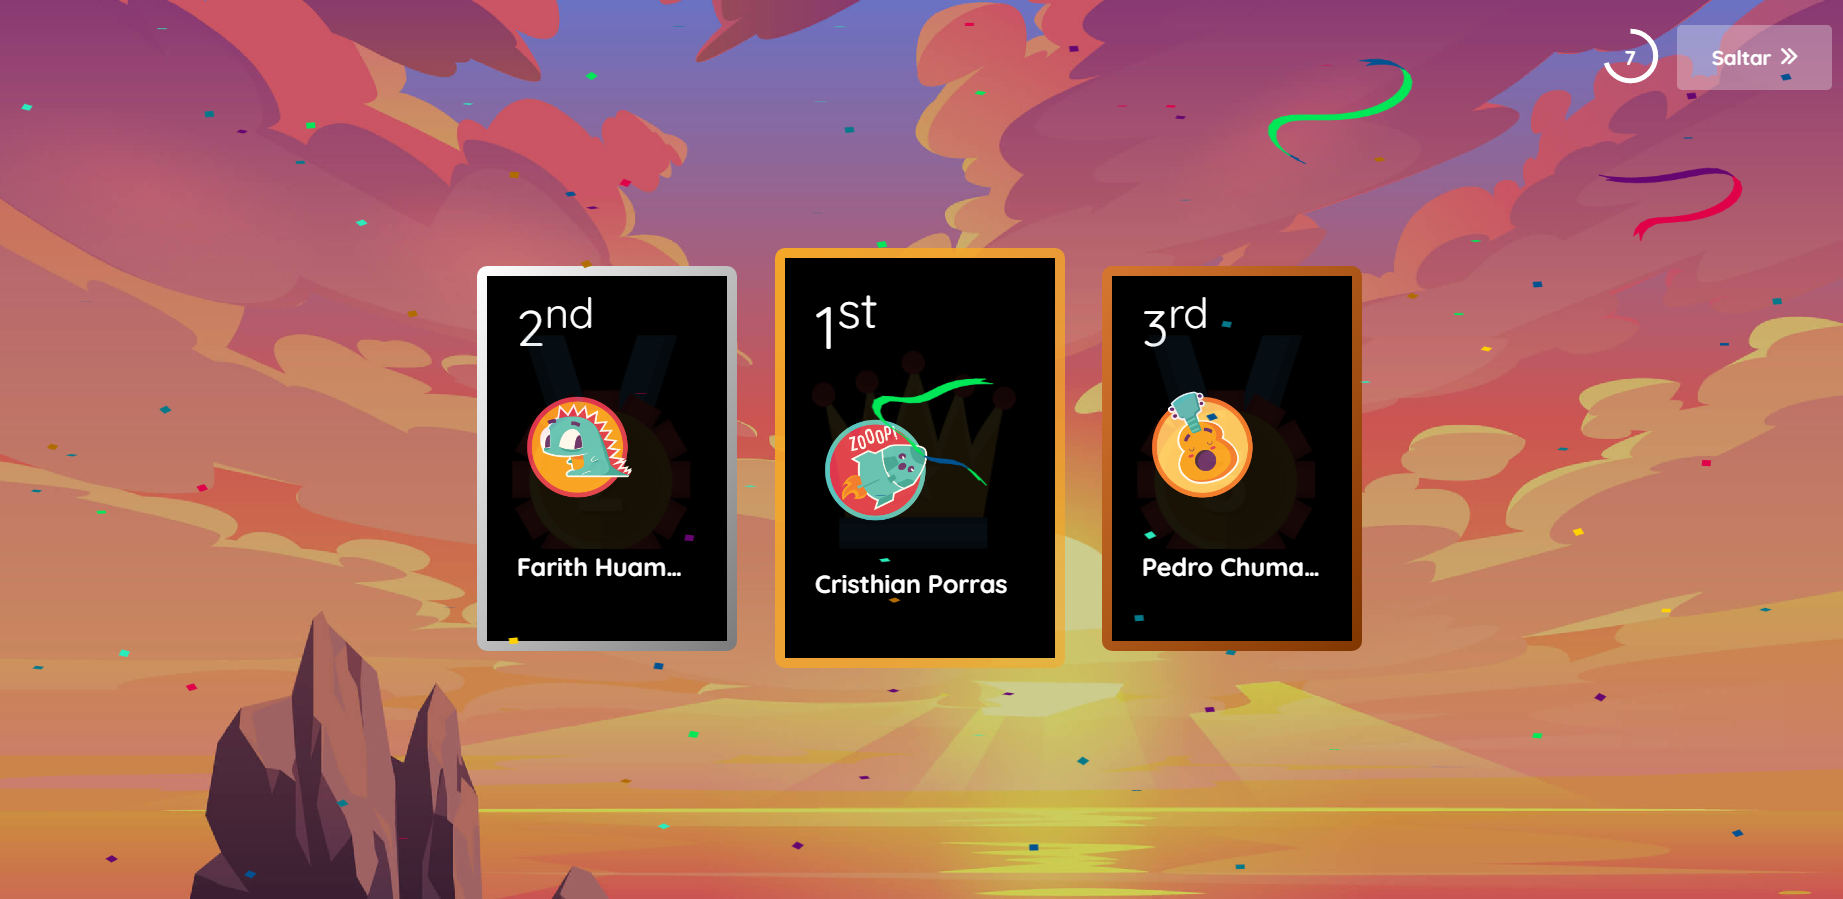 7
Saltar
2nd
Farith Huam...
1st
ZOOOP!
Cristhian Porras
3rd
Pedro Chuma...